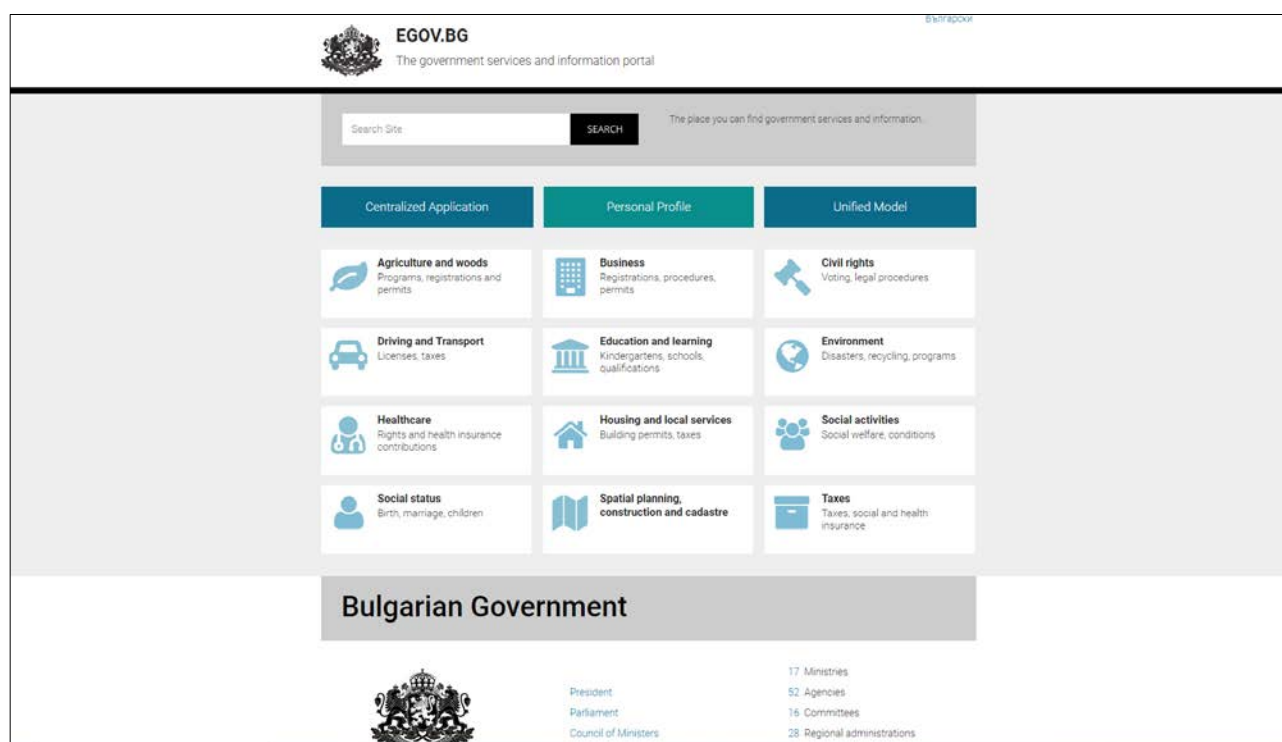 Български
EGOV.BG
The government services and information portal
Search Site
SEARCH
The place you can find government services and information.
Centralized Application
Personal Profile
Unified Model
Agriculture and woods
Programs, registrations and
permits
Business
Registrations, procedures,
permits
Civil rights
Voting, legal procedures
Driving and Transport
Licenses, taxes
Education and learning
Kindergartens, schools,
qualifications
Environment
Disasters, recycling, programs
Healthcare
Rights and health insurance
contributions
Housing and local services
Building permits, taxes
Social activities
Social welfare, conditions
Social status
Birth, marriage, children
Spatial planning,
construction and cadastre
Taxes
Taxes, social and health
insurance
Bulgarian Government
President
Parliament
Council of Ministers
17 Ministries
52 Agencies
16 Committees
28 Regional administrations